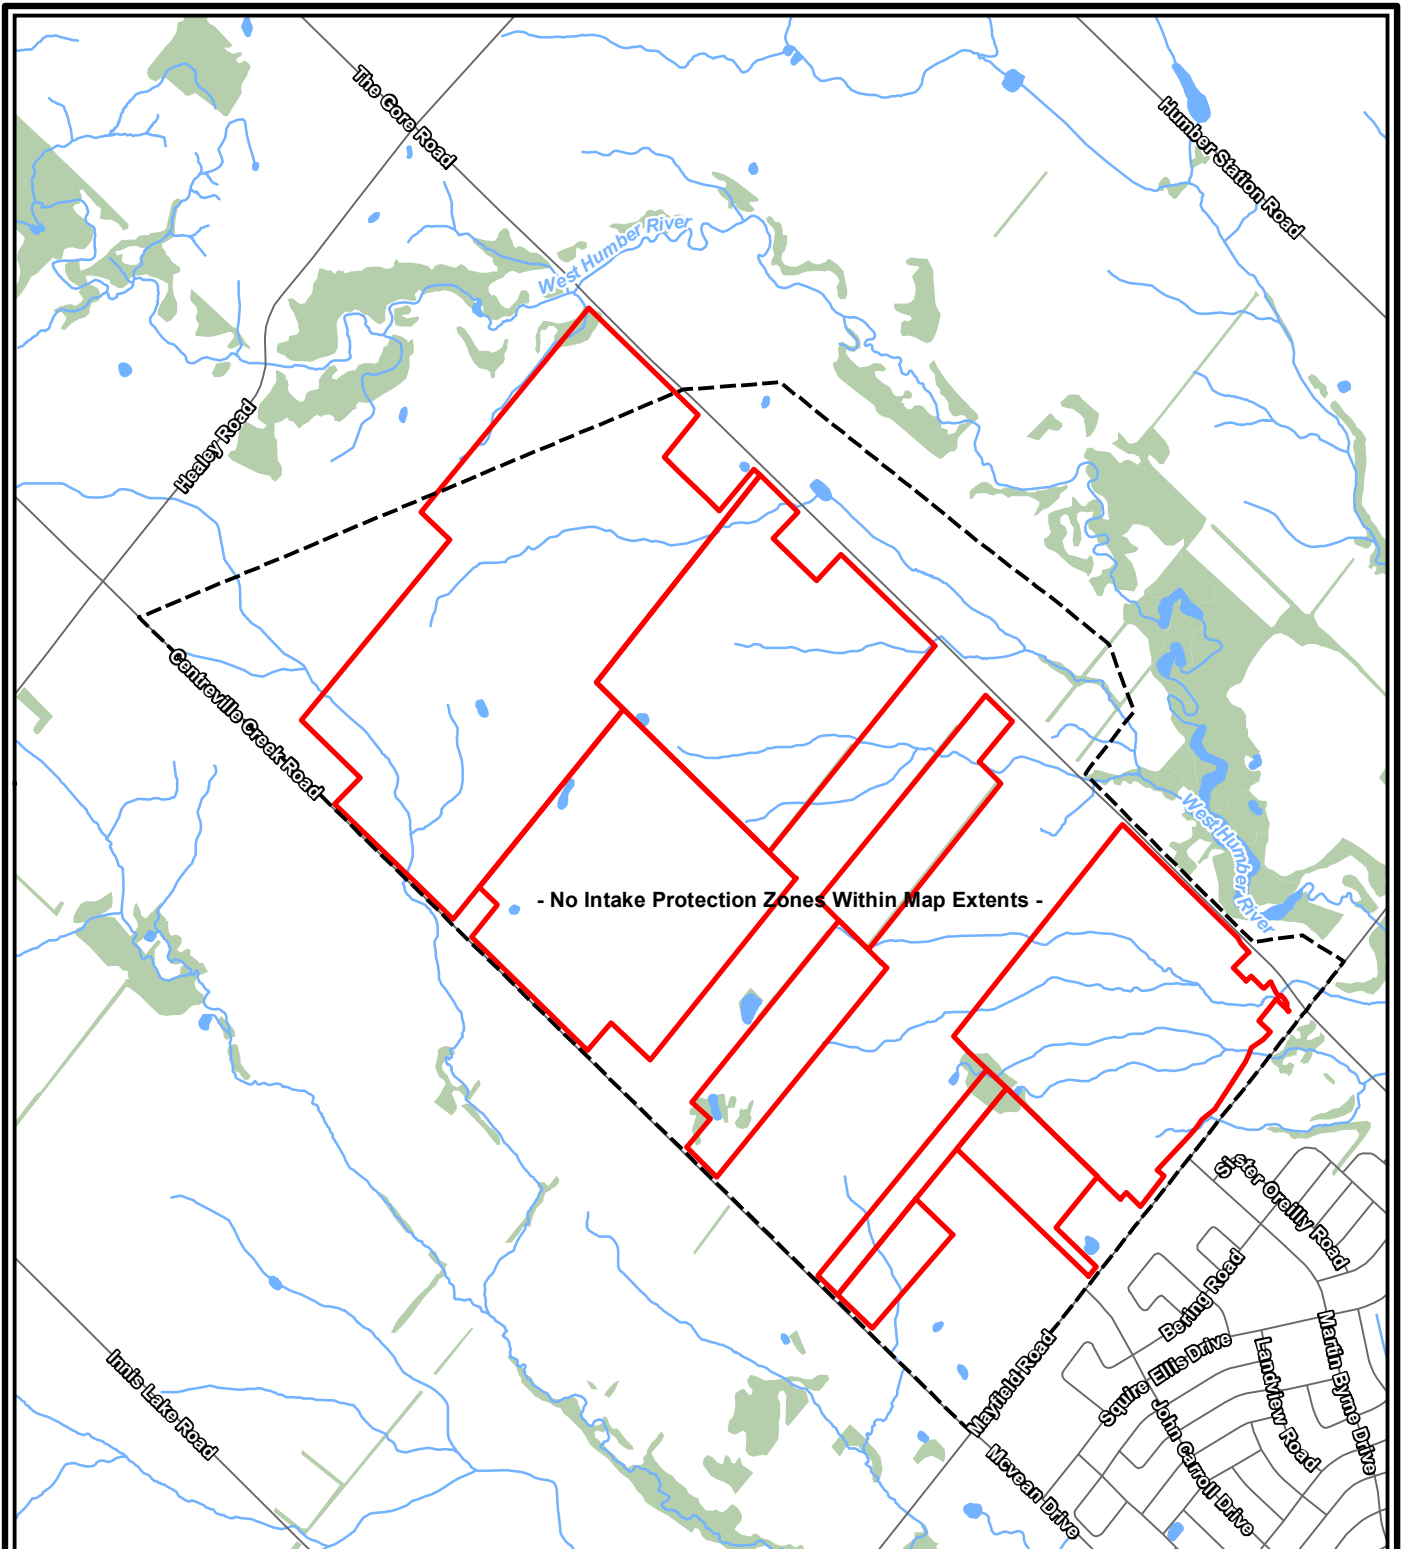 The Gore Road
Humber Station Road
West Humber River
Healey Road
Centreville Creek Road
West Humber River
- No Intake Protection Zones Within Map Extents -
Innis Lake Road
Mayfield Road
Mcvean Drive
Squire Ellis Drive
Bering Road
John Carroll Drive
Landview Road
Martin Byrne Drive
Oreilly Road